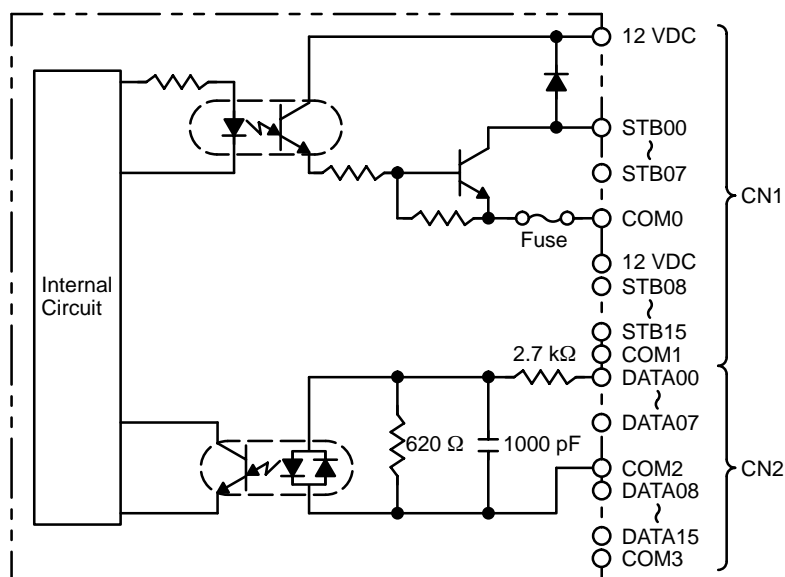 12 VDC
STB00
~
STB07
CN1
COM0
Fuse
12 VDC
Internal
Circuit
STB08
~
STB15
2.7 kΩ
COM1
DATA00
~
DATA07
620 Ω
1000 pF
COM2
CN2
DATA08
~
DATA15
COM3